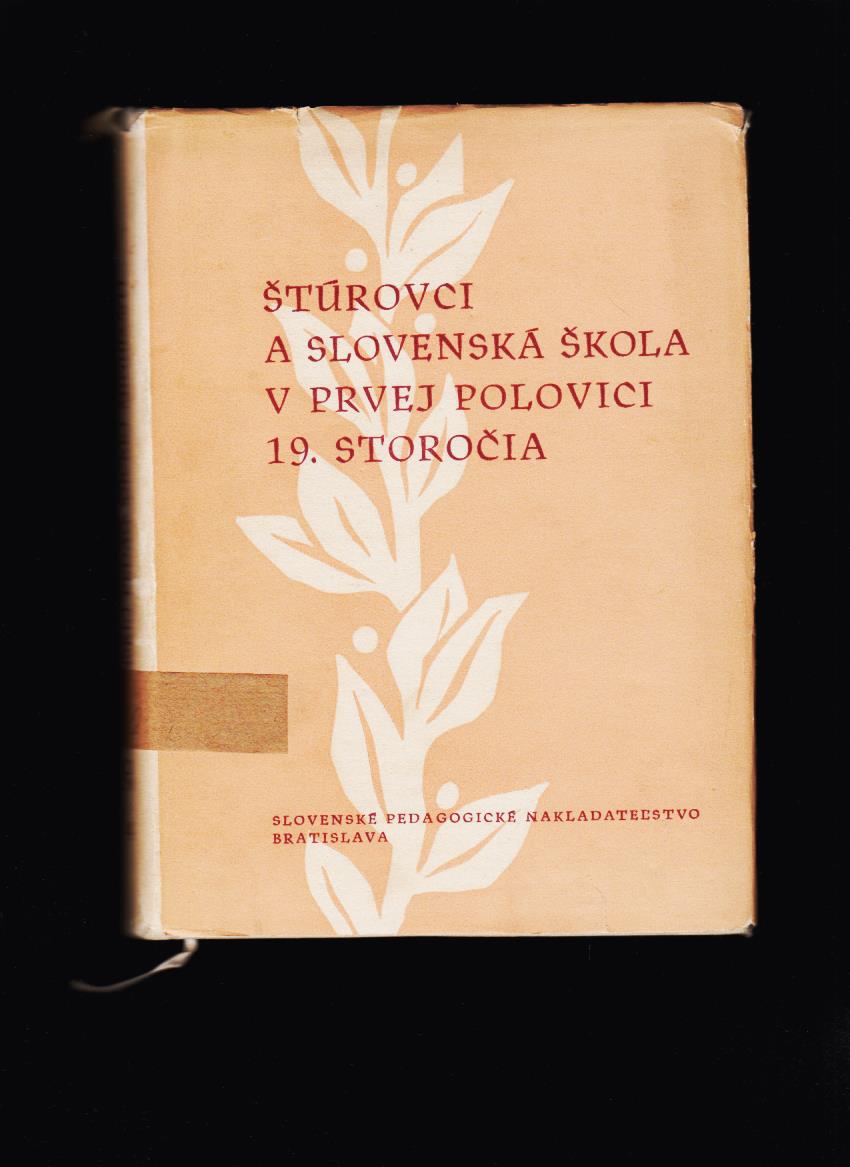 ŠTÚROVCI
A SLOVENSKÁ ŠKOLA
V PRVEJ POLOVICI
19. STOROČIA
SLOVENSKÉ PEDAGOGICKÉ NAKLADATEĽSTVO
BRATISLAVA